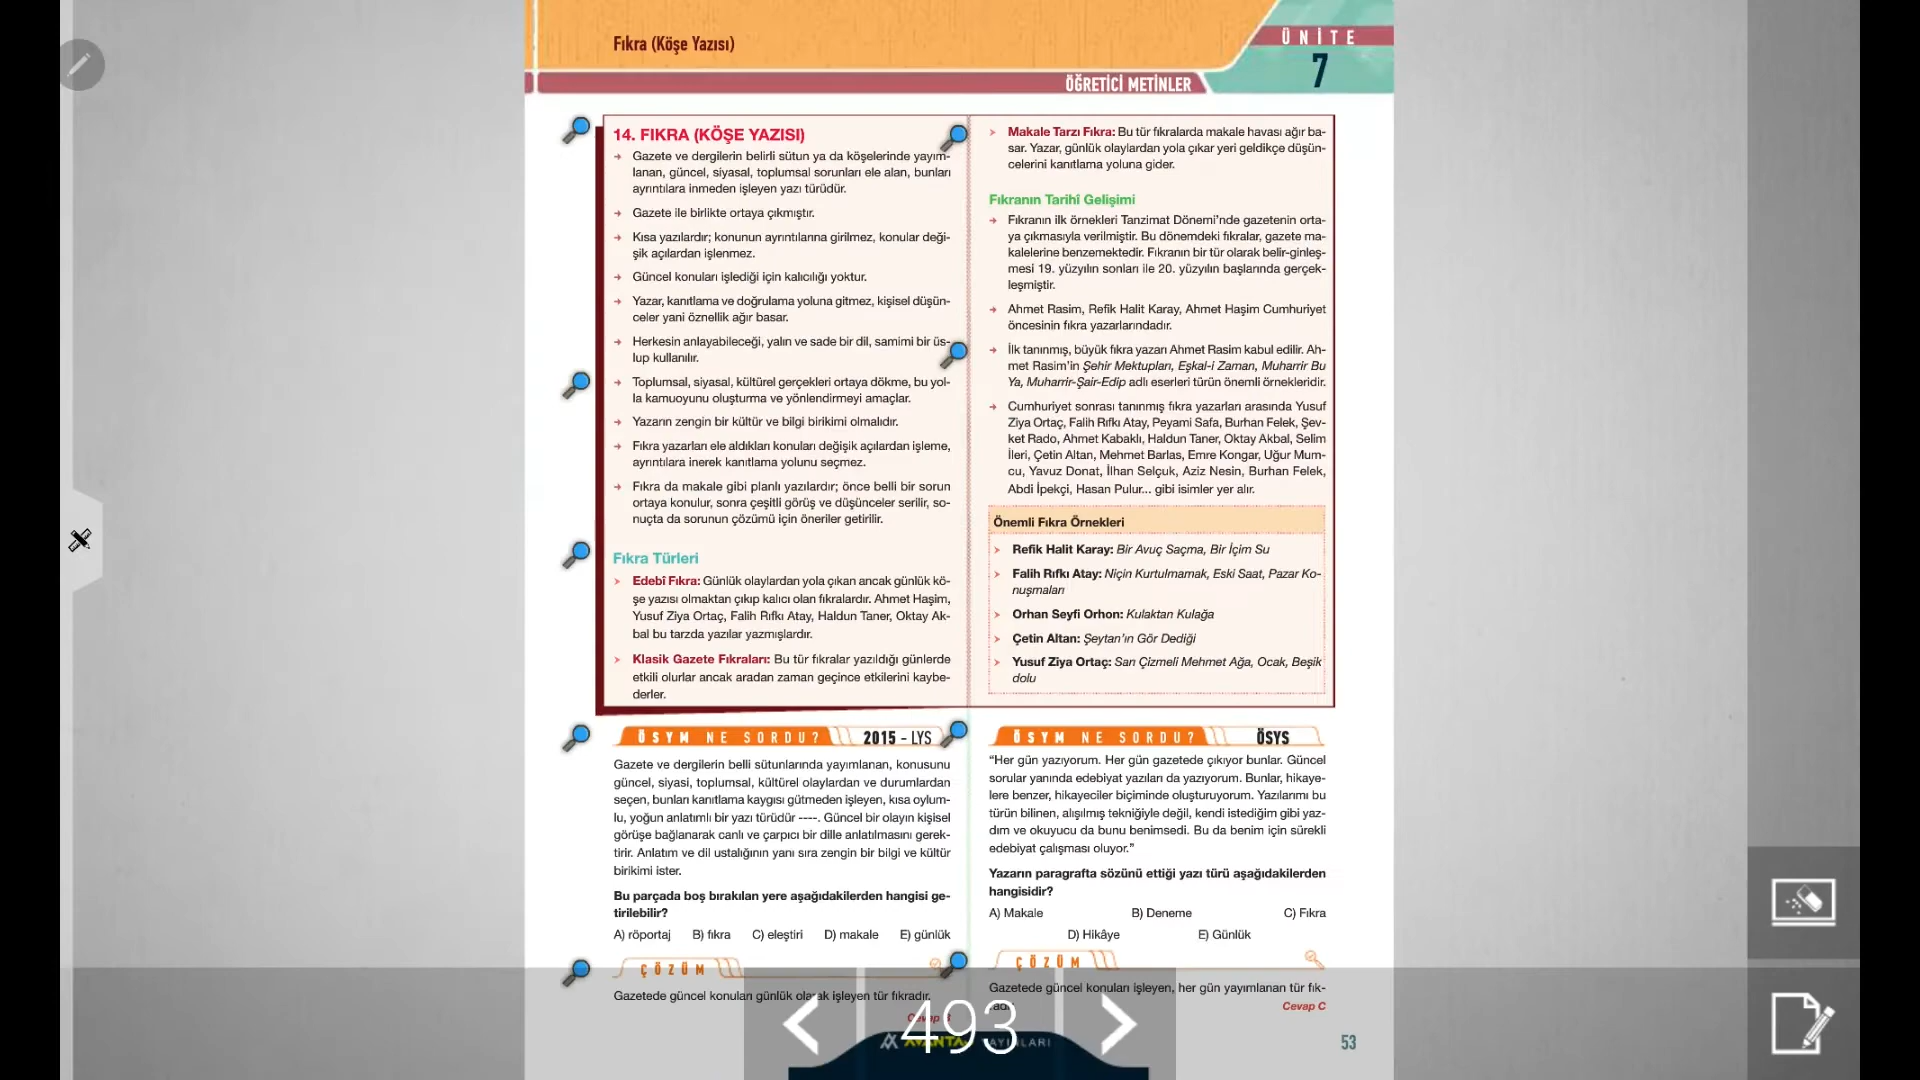 Fıkra (Köşe Yazısı)
ÜNİTE
7
ÖĞRETİCİ METİNLER
14. FIKRA (KÖŞE YAZISI)
Gazete ve dergilerin belirli sütun ya da köşelerinde yayım-
lanan, güncel, siyasal, toplumsal sorunları ele alan, bunları
ayrıntılara inmeden işleyen yazı türüdür.
Gazete ile birlikte ortaya çıkmıştır.
Kısa yazılardır; konunun ayrıntılarına girilmez, konular deği-
şik açılardan işlenmez.
Güncel konuları işlediği için kalıcılığı yoktur.
Yazar, kanıtlama ve doğrulama yoluna gitmez, kişisel düşün-
celer yani öznellik ağır basar.
Herkesin anlayabileceği, yalın ve sade bir dil, samimi bir üs-
lup kullanılır.
Toplumsal, siyasal, kültürel gerçekleri ortaya dökme, bu yol-
la kamuoyunu oluşturma ve yönlendirmeyi amaçlar.
Yazarın zengin bir kültür ve bilgi birikimi olmalıdır.
Fıkra yazarları ele aldıkları konuları değişik açılardan işleme,
ayrıntılara inerek kanıtlama yolunu seçmez.
Fıkra da makale gibi planlı yazılardır; önce belli bir sorun
ortaya konulur, sonra çeşitli görüş ve düşünceler serilir, so-
nuçta da sorunun çözümü için öneriler getirilir.
Fıkra Türleri
Edebî Fıkra: Günlük olaylardan yola çıkan ancak günlük kö-
şe yazısı olmaktan çıkıp kalıcı olan fıkralardır. Ahmet Haşim,
Yusuf Ziya Ortaç, Falih Rıfkı Atay, Haldun Taner, Oktay Ak-
bal bu tarzda yazılar yazmışlardır.
Klasik Gazete Fıkraları: Bu tür fıkralar yazıldığı günlerde
etkili olurlar ancak aradan zaman geçince etkilerini kaybe-
derler.
Makale Tarzı Fıkra: Bu tür fıkralarda makale havası ağır ba-
sar. Yazar, günlük olaylardan yola çıkar yeri geldikçe düşün-
celerini kanıtlama yoluna gider.
Fıkranın Tarihî Gelişimi
Fıkranın ilk örnekleri Tanzimat Dönemi'nde gazetenin orta-
ya çıkmasıyla verilmiştir. Bu dönemdeki fıkralar, gazete ma-
kalelerine benzemektedir. Fıkranın bir tür olarak belir-ginleş-
mesi 19. yüzyılın sonları ile 20. yüzyılın başlarında gerçek-
leşmiştir.
Ahmet Rasim, Refik Halit Karay, Ahmet Haşim Cumhuriyet
öncesinin fıkra yazarlarındadır.
İlk tanınmış, büyük fıkra yazarı Ahmet Rasim kabul edilir. Ah-
met Rasim'in Şehir Mektupları, Eşkal-i Zaman, Muharrir Bu
Ya, Muharrir-Şair-Edip adlı eserleri türün önemli örnekleridir.
Cumhuriyet sonrası tanınmış fıkra yazarları arasında Yusuf
Ziya Ortaç, Falih Rıfkı Atay, Peyami Safa, Burhan Felek, Şev-
ket Rado, Ahmet Kabaklı, Haldun Taner, Oktay Akbal, Selim
İleri, Çetin Altan, Mehmet Barlas, Emre Kongar, Uğur Mum-
cu, Yavuz Donat, İlhan Selçuk, Aziz Nesin, Burhan Felek,
Abdi İpekçi, Hasan Pulur... gibi isimler yer alır.
Önemli Fıkra Örnekleri
Refik Halit Karay: Bir Avuç Saçma, Bir İçim Su
Falih Rıfkı Atay: Niçin Kurtulmamak, Eski Saat, Pazar Ko-
nuşmaları
Orhan Seyfi Orhon: Kulaktan Kulağa
Çetin Altan: Şeytan'ın Gör Dediği
Yusuf Ziya Ortaç: Sarı Çizmeli Mehmet Ağa, Ocak, Beşik
dolu
ÖSYM NE SORDU? 2015 - LYS
Gazete ve dergilerin belli sütunlarında yayımlanan, konusunu
güncel, siyasi, toplumsal, kültürel olaylardan ve durumlardan
seçen, bunları kanıtlama kaygısı gütmeden işleyen, kısa oylum-
lu, yoğun anlatımlı bir yazı türüdür ----. Güncel bir olayın kişisel
görüşe bağlanarak canlı ve çarpıcı bir dille anlatılmasını gerek-
tirir. Anlatım ve dil ustalığının yanı sıra zengin bir bilgi ve kültür
birikimi ister.
Bu parçada boş bırakılan yere aşağıdakilerden hangisi ge-
tirilebilir?
A) röportaj B) fıkra C) eleştiri D) makale E) günlük
ÇÖZÜM
Gazetede güncel konuları günlük olarak işleyen tür fıkradır.
Cevap B
ÖSYM NE SORDU? ÖSYS
“Her gün yazıyorum. Her gün gazetede çıkıyor bunlar. Güncel
sorular yanında edebiyat yazıları da yazıyorum. Bunlar, hikaye-
lere benzer, hikayeciler biçiminde oluşturuyorum. Yazılarımı bu
türün bilinen, alışılmış tekniğiyle değil, kendi istediğim gibi yaz-
dım ve okuyucu da bunu benimsedi. Bu da benim için sürekli
edebiyat çalışması oluyor.”
Yazarın paragrafta sözünü ettiği yazı türü aşağıdakilerden
hangisidir?
A) Makale B) Deneme C) Fıkra
D) Hikâye E) Günlük
ÇÖZÜM
Gazetede güncel konuları işleyen, her gün yayımlanan tür fık-
Cevap C
493
AVANTAJ YAYINLARI
53